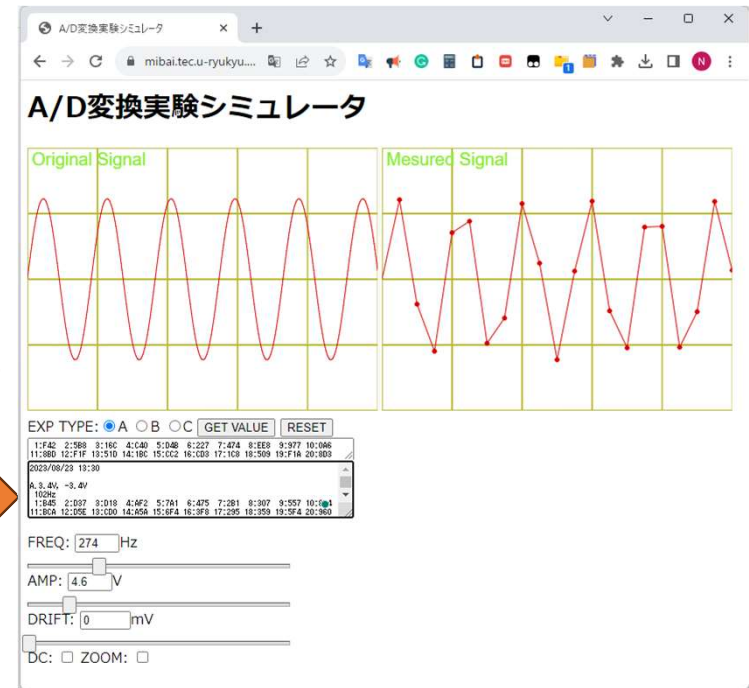 A/D変換実験シミュレータ
mibai.tec.u-ryukyu....
A/D変換実験シミュレータ
Original Signal
Mesured Signal
EXP TYPE: A B C GET VALUE RESET
1:F42 2:5B8 3:16C 4:C40 5:D4B 6:227 7:474 8:EE8 9:977 10:0A6
11:8BD 12:F1F 13:51D 14:18C 15:CC2 16:CD3 17:1C8 18:509 19:F1A 20:8D3
2023/08/23 13:30
A,3.4V, -3.4V
102Hz
1:B45 2:D37 3:D18 4:AF2 5:7A1 6:475 7:2B1 8:307 9:557
11:BCA 12:D5E 13:CD0 14:A5A 15:6F4 16:3F8 17:295 18:359 19:5F4 20:960
FREQ: 274 Hz
AMP: 4.6 V
DRIFT: 0 mV
DC: ZOOM: